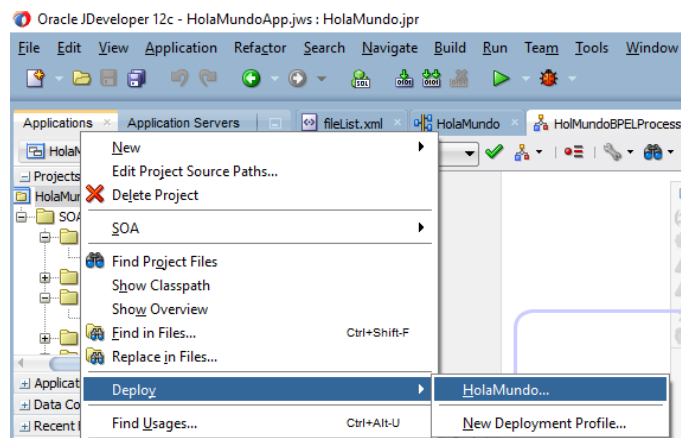 Oracle JDeveloper 12c - HolaMundoApp.jws : HolaMundo.jpr
File Edit View Application Refactor Search Navigate Build Run Team Tools Window
Applications Application Servers fileList.xml HolaMundo HolMundoBPELProcess
Projects
SOA
New
Edit Project Source Paths...
Delete Project
SOA
Find Project Files
Show Classpath
Show Overview
Find in Files... Ctrl+Shift-F
Replace in Files...
Deploy
Find Usages... Ctrl+Alt-U
HolaMundo...
New Deployment Profile...